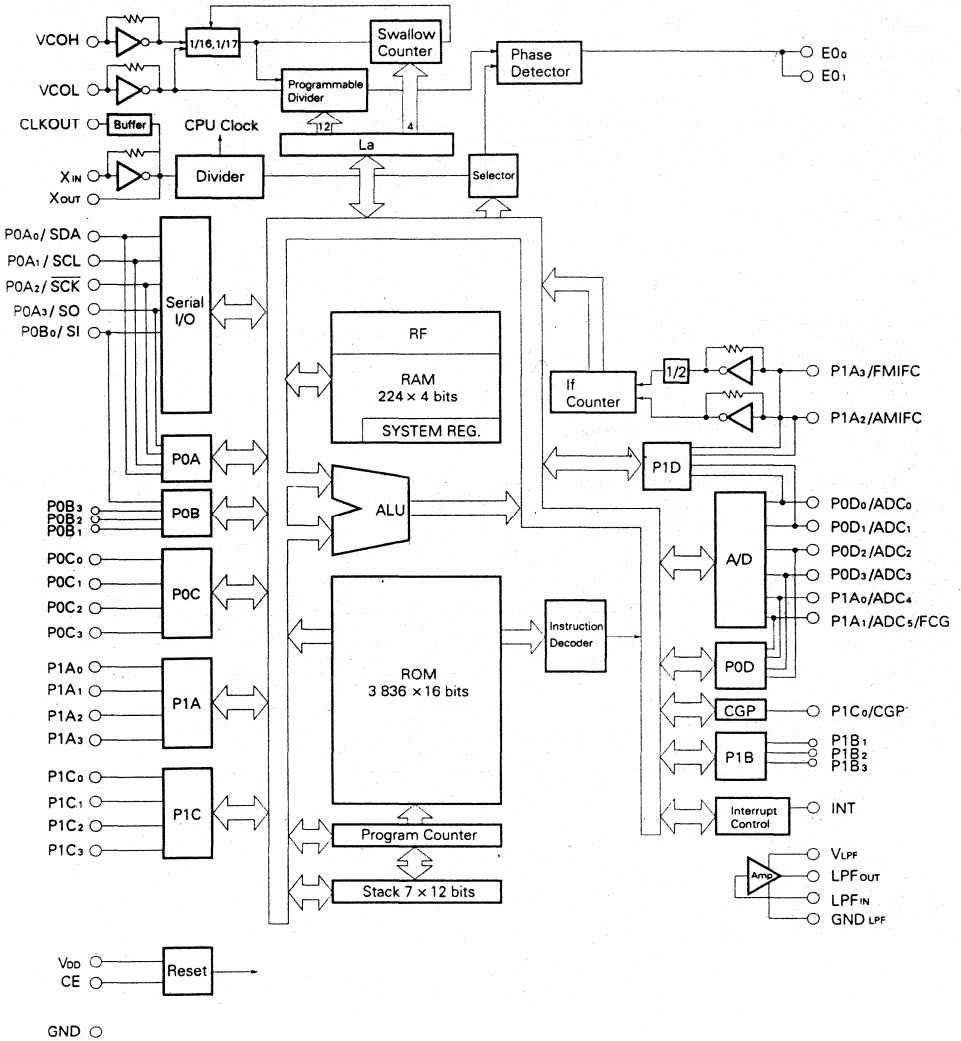 VCOH
1/16,1/17
Swallow Counter
Phase Detector
EO0
EO1
VCOL
Programmable Divider
12
4
La
CLKOUT
Buffer
CPU Clock
XIN
XOUT
Divider
Selector
P0A0/SDA
P0A1/SCL
P0A2/SCK
P0A3/SO
P0B0/SI
Serial I/O
RF
RAM
224 × 4 bits
SYSTEM REG.
If Counter
1/2
P1A3/FMIFC
P1A2/AMIFC
P0A
P0B
P0B3
P0B2
P0B1
ALU
P1D
P0D0/ADC0
P0D1/ADC1
P0D2/ADC2
P0D3/ADC3
P1A0/ADC4
P1A1/ADC5/FCG
A/D
P0C0
P0C1
P0C2
P0C3
P0C
ROM
3 836 × 16 bits
Instruction Decoder
P0D
P1A0
P1A1
P1A2
P1A3
P1A
CGP
P1C0/CGP
P1B
P1B1
P1B2
P1B3
P1C0
P1C1
P1C2
P1C3
P1C
Program Counter
Stack 7 × 12 bits
Interrupt Control
INT
Amp
VLPF
LPFOUT
LPFIN
GND LPF
VDD
CE
Reset
GND